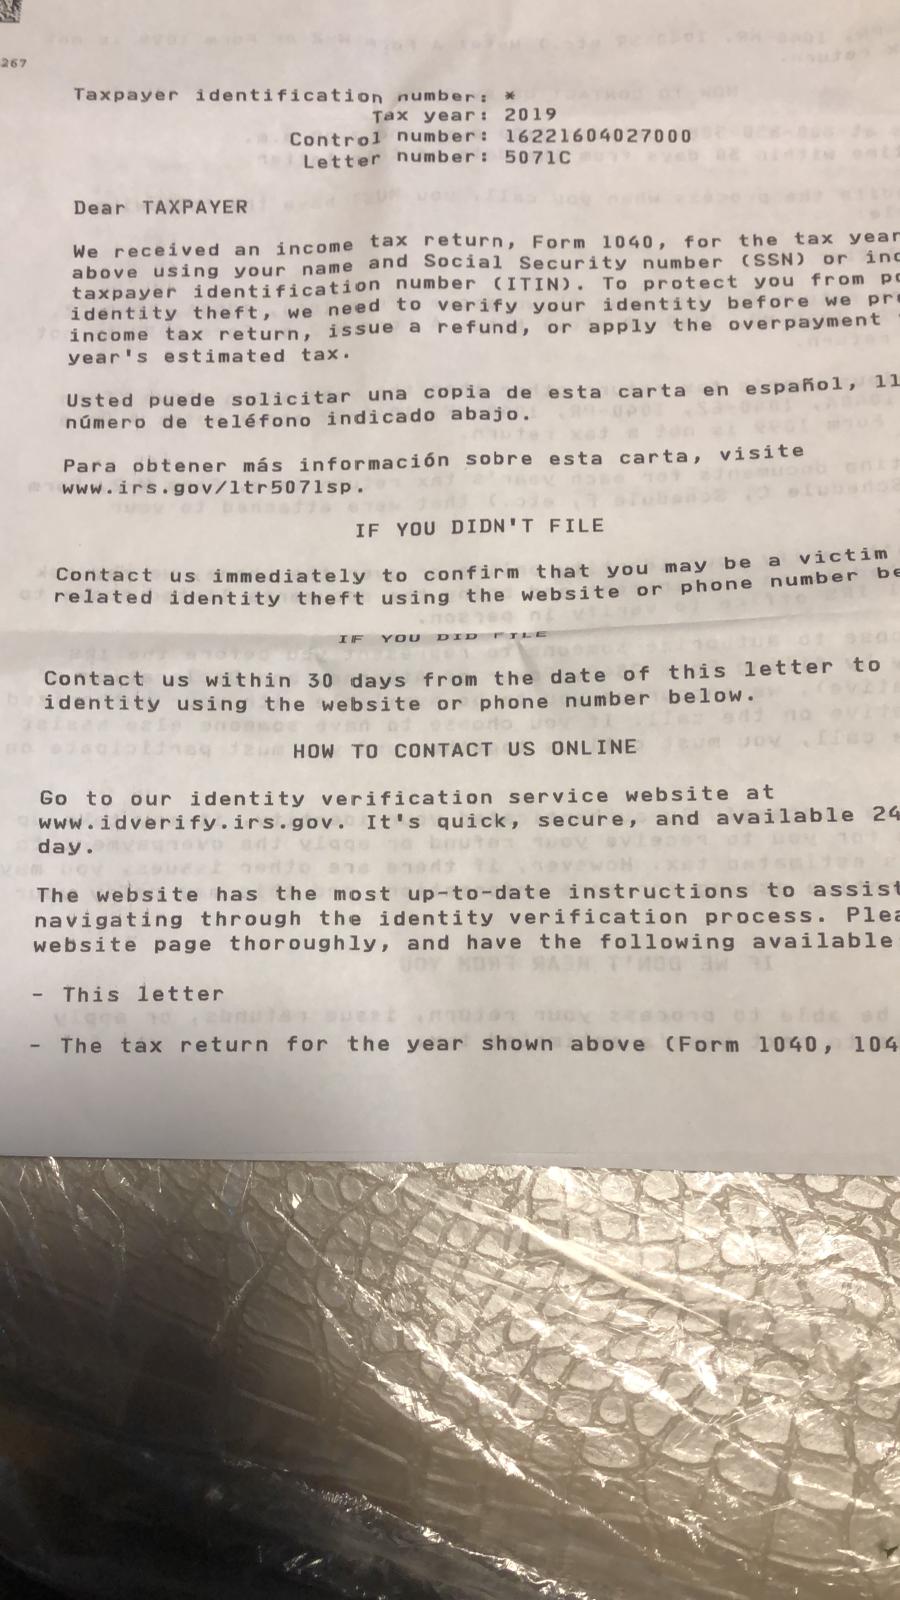 267
Taxpayer identification number: *
Tax year: 2019
Control number: 16221604027000
Letter number: 5071C
Dear TAXPAYER
We received an income tax return, Form 1040, for the tax year
above using your name and Social Security number (SSN) or
taxpayer identification number (ITIN). To protect you from
identity theft, we need to verify your identity before we
income tax return, issue a refund, or apply the overpayment
year's estimated tax.
Usted puede solicitar una copia de esta carta en español,
número de teléfono indicado abajo.
Para obtener más información sobre esta carta, visite
www.irs.gov/ltr5071sp.
IF YOU DIDN'T FILE
Contact us immediately to confirm that you may be a victim
related identity theft using the website or phone number
IF YOU DID FILE
Contact us within 30 days from the date of this letter to
identity using the website or phone number below.
HOW TO CONTACT US ONLINE
Go to our identity verification service website at
www.idverify.irs.gov. It's quick, secure, and available 24
day.
The website has the most up-to-date instructions to assist
navigating through the identity verification process.
website page thoroughly, and have the following available
- This letter
- The tax return for the year shown above (Form 1040,